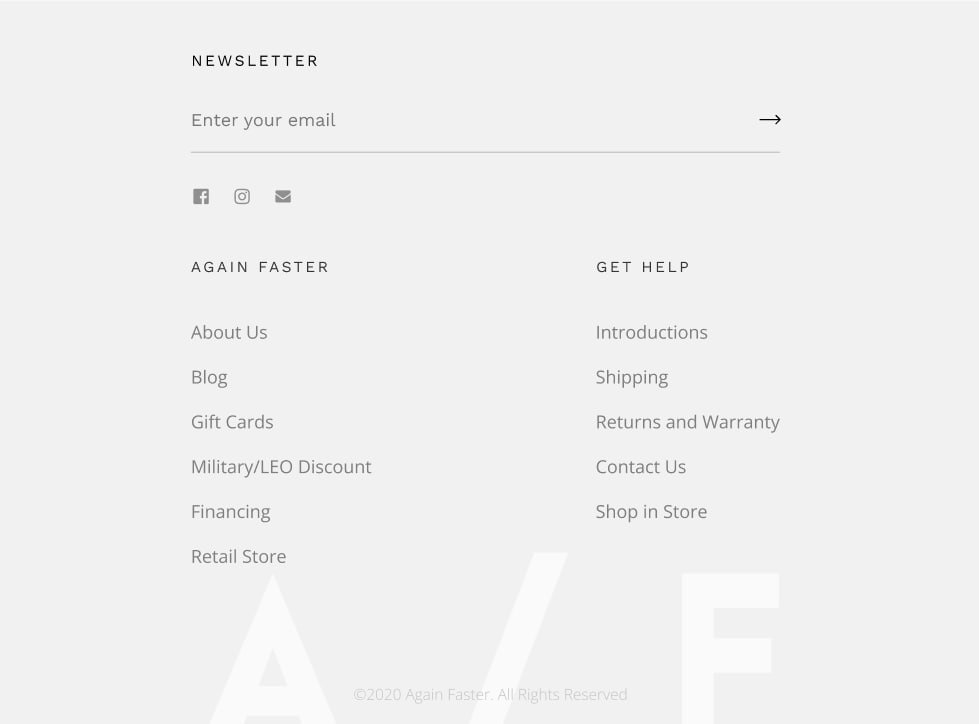 NEWSLETTER
Enter your email
AGAIN FASTER
About Us
Blog
Gift Cards
Military/LEO Discount
Financing
Retail Store
GET HELP
Introductions
Shipping
Returns and Warranty
Contact Us
Shop in Store
A/F
©2020 Again Faster. All Rights Reserved